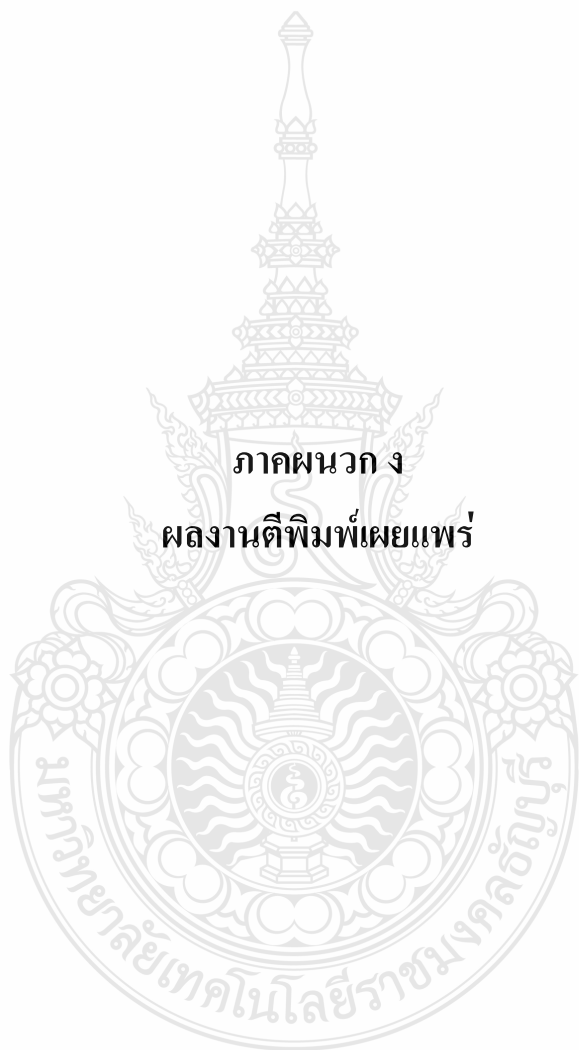 ภาคผนวก ง
ผลงานตีพิมพ์เผยแพร่
มหาวิทยาลัยเทคโนโลยีราชมงคลธัญบุรี